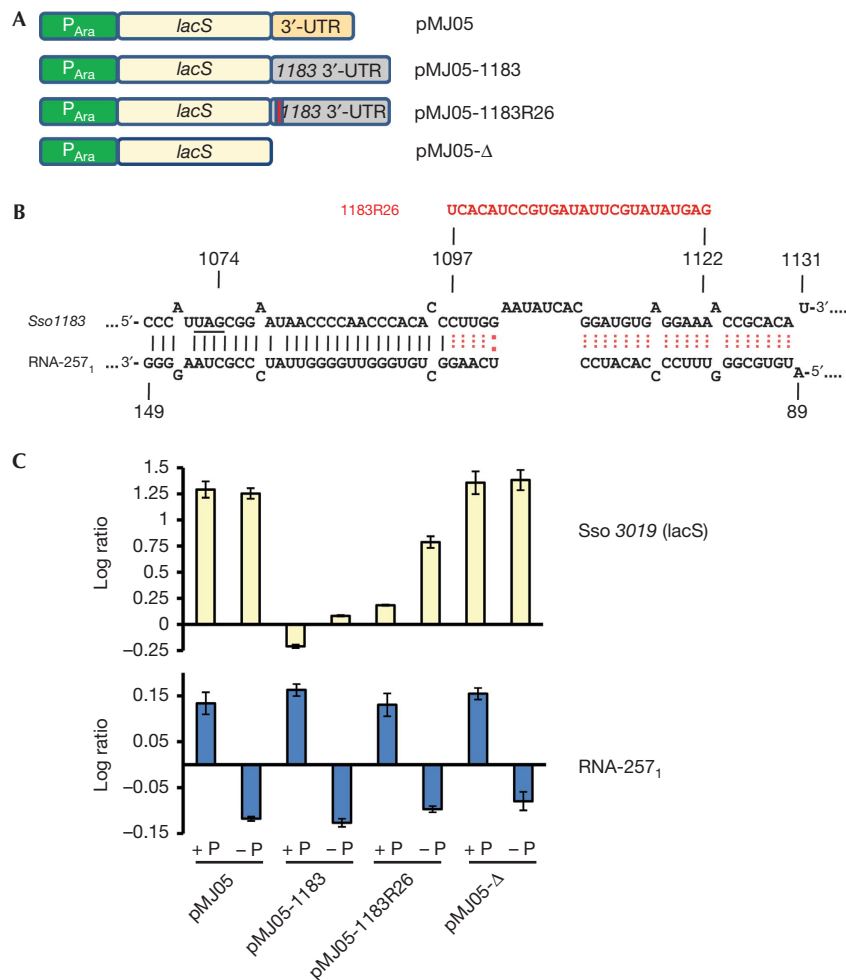 A
P_Ara lacS 3′-UTR pMJ05
P_Ara lacS 1183 3′-UTR pMJ05-1183
P_Ara lacS 1183 3′-UTR pMJ05-1183R26
P_Ara lacS pMJ05-Δ
B
1183R26 UCACAUCCGUGAUAUUCGUAUAUGAG
1074 1097 1122 1131
A A C AAUAUCAC A A U-3′....
Sso1183 ... 5′-CCC UUAGCGG AUAACCCCAACCCACA CCUUGG GGAUGUG GGAAA CCGCACA
RNA-257₁ ... 3′-GGG AAUCGCC UAUUGGGGUUGGGUGU GGAACU CCUACAC CCUUU GGCGUGU
G C C C G A-5′....
149 89
C
Log ratio
1.5
1.25
1
0.75
0.5
0.25
0
−0.25
Sso 3019 (lacS)
Log ratio
0.15
0.05
−0.05
−0.15
RNA-257₁
+ P − P + P − P + P − P + P − P
pMJ05 pMJ05-1183 pMJ05-1183R26 pMJ05-Δ